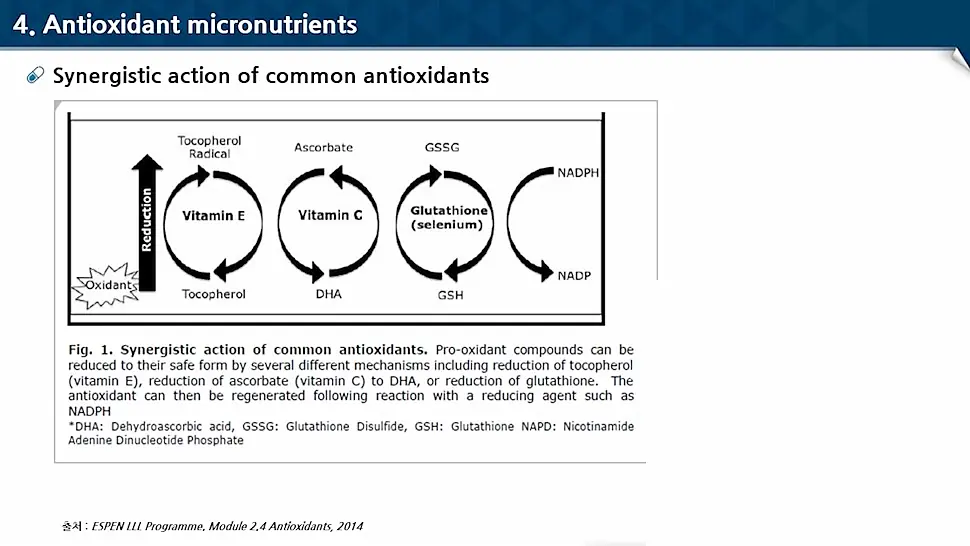 4. Antioxidant micronutrients
Synergistic action of common antioxidants
Tocopherol
Radical
Ascorbate
GSSG
NADPH
Reduction
Vitamin E
Vitamin C
Glutathione
(selenium)
Oxidant
Tocopherol
DHA
GSH
NADP
Fig. 1. Synergistic action of common antioxidants. Pro-oxidant compounds can be
reduced to their safe form by several different mechanisms including reduction of tocopherol
(vitamin E), reduction of ascorbate (vitamin C) to DHA, or reduction of glutathione. The
antioxidant can then be regenerated following reaction with a reducing agent such as
NADPH
*DHA: Dehydroascorbic acid, GSSG: Glutathione Disulfide, GSH: Glutathione NAPD: Nicotinamide
Adenine Dinucleotide Phosphate
출처 : ESPEN LLL Programme, Module 2.4 Antioxidants, 2014